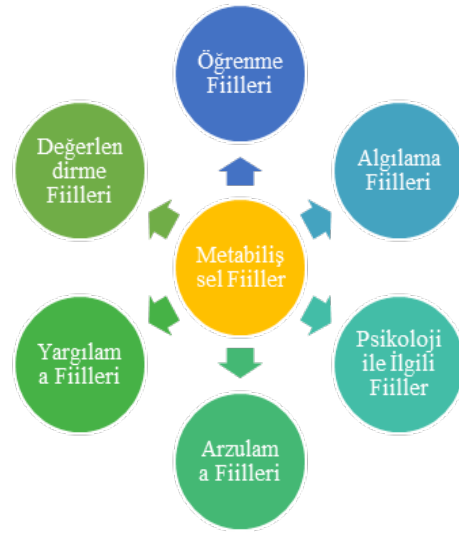 Öğrenme
Fiilleri
Algılama
Fiilleri
Psikoloji
ile İlgili
Fiiller
Arzulam
a Fiilleri
Yargılam
a Fiilleri
Değerlen
dirme
Fiilleri
Metabiliş
sel Fiiller